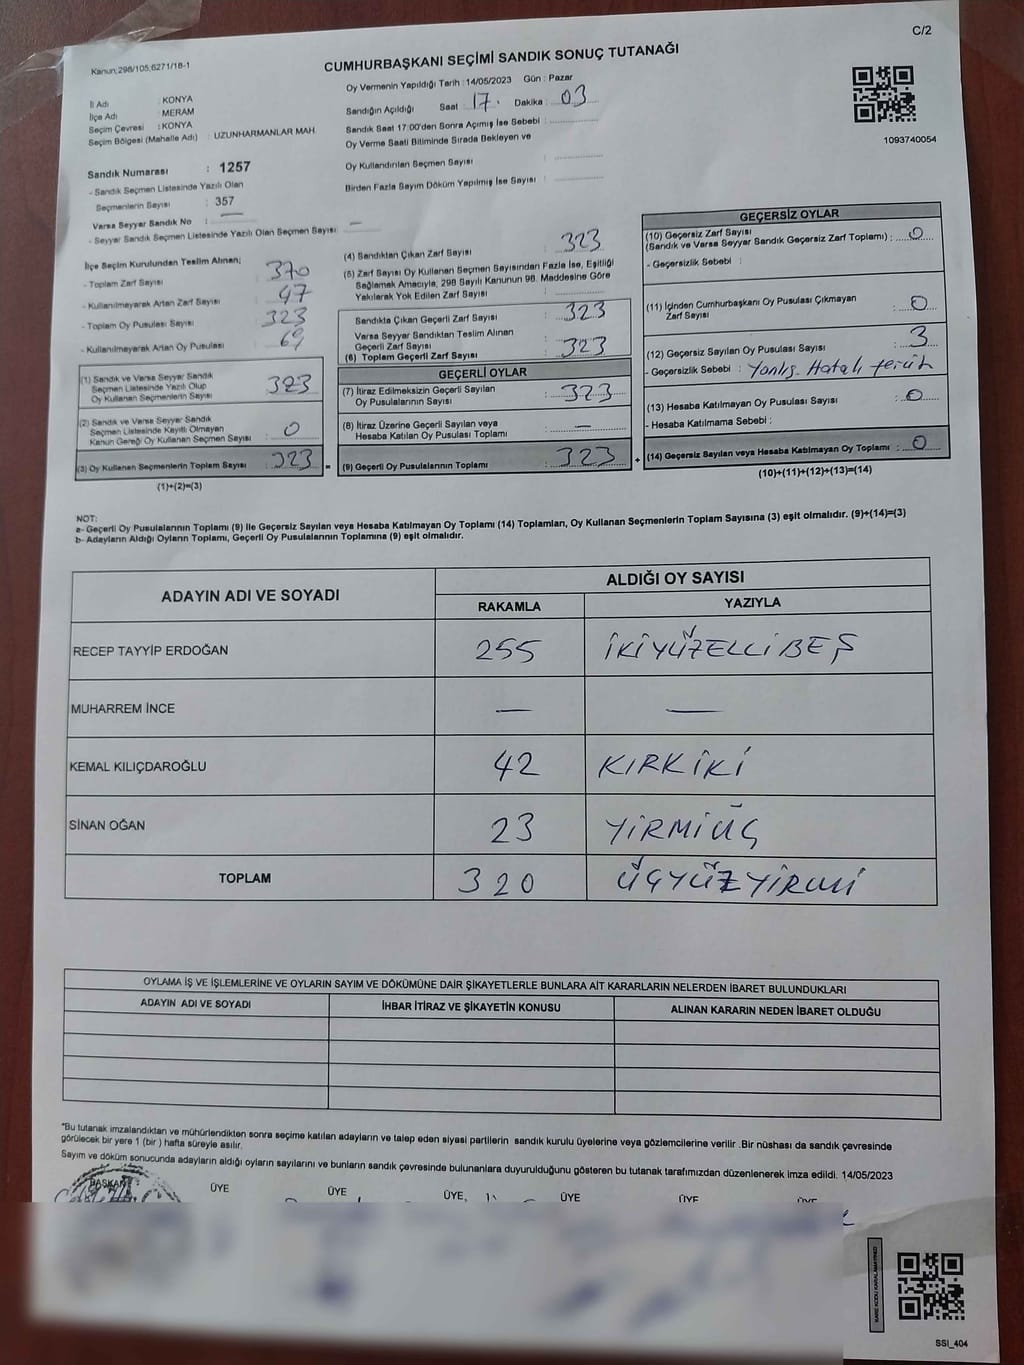 C/2
Kanun;298/105,6271/18-1
CUMHURBAŞKANI SEÇİMİ SANDIK SONUÇ TUTANAĞI
İl Adı : KONYA
İlçe Adı : MERAM
Seçim Çevresi : KONYA
Seçim Bölgesi (Mahalle Adı) : UZUNHARMANLAR MAH.
Sandık Numarası : 1257
- Sandık Seçmen Listesinde Yazılı Olan
Seçmenlerin Sayısı : 357
Varsa Seyyar Sandık No : —
- Seyyar Sandık Seçmen Listesinde Yazılı Olan Seçmen Sayısı : —
Oy Vermenin Yapıldığı Tarih : 14/05/2023 Gün : Pazar
Sandığın Açıldığı Saat : 17. Dakika : 03
Sandık Saat 17:00'den Sonra Açımış İse Sebebi :
Oy Verme Saati Bitiminde Sırada Bekleyen ve
Oy Kullandırılan Seçmen Sayısı :
Birden Fazla Sayım Döküm Yapılmış İse Sayısı :
1093740054
İlçe Seçim Kurulundan Teslim Alınan;
- Toplam Zarf Sayısı : 370
- Kullanılmayarak Artan Zarf Sayısı : 47
- Toplam Oy Pusulası Sayısı : 323
- Kullanılmayarak Artan Oy Pusulası : 69
(1) Sandık ve Varsa Seyyar Sandık
Seçmen Listesinde Yazılı Olup
Oy Kullanan Seçmenlerin Sayısı : 323
(2) Sandık ve Varsa Seyyar Sandık
Seçmen Listesinde Kayıtlı Olmayan
Kanun Gereği Oy Kullanan Seçmen Sayısı : 0
(3) Oy Kullanan Seçmenlerin Toplam Sayısı : 323
(1)+(2)=(3)
(4) Sandıktan Çıkan Zarf Sayısı : 323
(5) Zarf Sayısı Oy Kullanan Seçmen Sayısından Fazla İse, Eşitliği
Sağlamak Amacıyla; 298 Sayılı Kanunun 98. Maddesine Göre
Yakılarak Yok Edilen Zarf Sayısı :
Sandıkta Çıkan Geçerli Zarf Sayısı : 323
Varsa Seyyar Sandıktan Teslim Alınan
Geçerli Zarf Sayısı
(6) Toplam Geçerli Zarf Sayısı : 323
GEÇERLİ OYLAR
(7) İtiraz Edilmeksizin Geçerli Sayılan
Oy Pusulalarının Sayısı : 323
(8) İtiraz Üzerine Geçerli Sayılan veya
Hesaba Katılan Oy Pusulası Toplamı : —
(9) Geçerli Oy Pusulalarının Toplamı : 323
GEÇERSİZ OYLAR
(10) Geçersiz Zarf Sayısı
(Sandık ve Varsa Seyyar Sandık Geçersiz Zarf Toplamı) : 0
- Geçersizlik Sebebi :
(11) İçinden Cumhurbaşkanı Oy Pusulası Çıkmayan
Zarf Sayısı : 0
(12) Geçersiz Sayılan Oy Pusulası Sayısı : 3
- Geçersizlik Sebebi : Yanlış Hatalı
(13) Hesaba Katılmayan Oy Pusulası Sayısı : 0
- Hesaba Katılmama Sebebi :
(14) Geçersiz Sayılan veya Hesaba Katılmayan Oy Toplamı : 0
(10)+(11)+(12)+(13)=(14)
NOT:
a- Geçerli Oy Pusulalarının Toplamı (9) ile Geçersiz Sayılan veya Hesaba Katılmayan Oy Toplamı (14) Toplamları, Oy Kullanan Seçmenlerin Toplam Sayısına (3) eşit olmalıdır. (9)+(14)=(3)
b- Adayların Aldığı Oyların Toplamı, Geçerli Oy Pusulalarının Toplamına (9) eşit olmalıdır.
ADAYIN ADI VE SOYADI
ALDIĞI OY SAYISI
RAKAMLA YAZIYLA
RECEP TAYYİP ERDOĞAN 255 İKİYÜZELLİBEŞ
MUHARREM İNCE — —
KEMAL KILIÇDAROĞLU 42 KIRKİKİ
SİNAN OĞAN 23 YİRMİÜÇ
TOPLAM 320 ÜÇYÜZYİRMİ
OYLAMA İŞ VE İŞLEMLERİNE VE OYLARIN SAYIM VE DÖKÜMÜNE DAİR ŞİKAYETLERLE BUNLARA AİT KARARLARIN NELERDEN İBARET BULUNDUKLARI
ADAYIN ADI VE SOYADI İHBAR İTİRAZ VE ŞİKAYETİN KONUSU ALINAN KARARIN NEDEN İBARET OLDUĞU
"Bu tutanak imzalandıktan ve mühürlendikten sonra seçime katılan adayların ve talep eden siyasi partilerin sandık kurulu üyelerine veya gözlemcilerine verilir .Bir nüshası da sandık çevresinde
görülecek bir yere 1 (bir ) hafta süreyle asılır.
Sayım ve döküm sonucunda adayların aldığı oyların sayılarını ve bunların sandık çevresinde bulunanlara duyurulduğunu gösteren bu tutanak tarafımızdan düzenlenerek imza edildi. 14/05/2023
BAŞKAN ÜYE ÜYE ÜYE ÜYE ÜYE ÜYE
KARE KODU KARALAMAYINIZ!
SSI_404